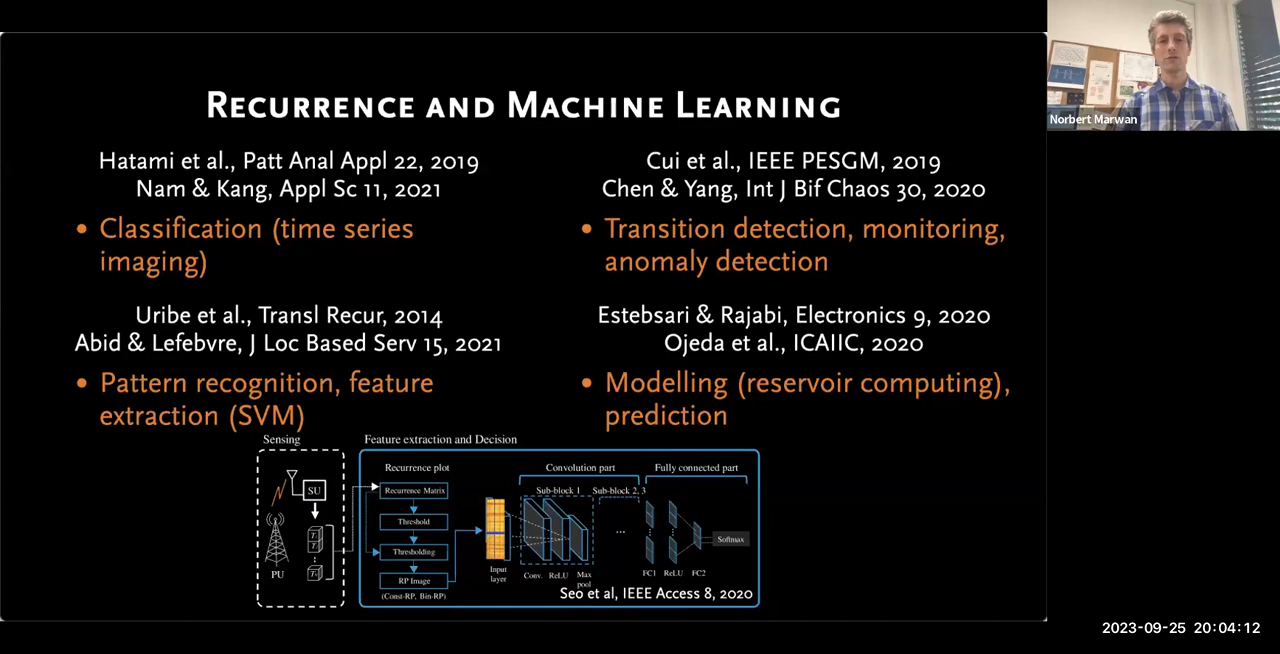 Recurrence and Machine Learning
Hatami et al., Patt Anal Appl 22, 2019
Nam & Kang, Appl Sc 11, 2021
• Classification (time series
imaging)
Uribe et al., Transl Recur, 2014
Abid & Lefebvre, J Loc Based Serv 15, 2021
• Pattern recognition, feature
extraction (SVM)
Cui et al., IEEE PESGM, 2019
Chen & Yang, Int J Bif Chaos 30, 2020
• Transition detection, monitoring,
anomaly detection
Estebsari & Rajabi, Electronics 9, 2020
Ojeda et al., ICAIIC, 2020
• Modelling (reservoir computing),
prediction
Sensing
SU
PU
Feature extraction and Decision
Recurrence plot
Recurrence Matrix
Threshold
Thresholding
RP Image
(Const-RP, Bin-RP)
Input
layer
Convolution part
Sub-block 1
Sub-block 2, 3
...
Conv.
ReLU
Max
pool
Fully connected part
FC1
ReLU
FC2
Softmax
Seo et al, IEEE Access 8, 2020
Norbert Marwan
2023-09-25 20:04:12